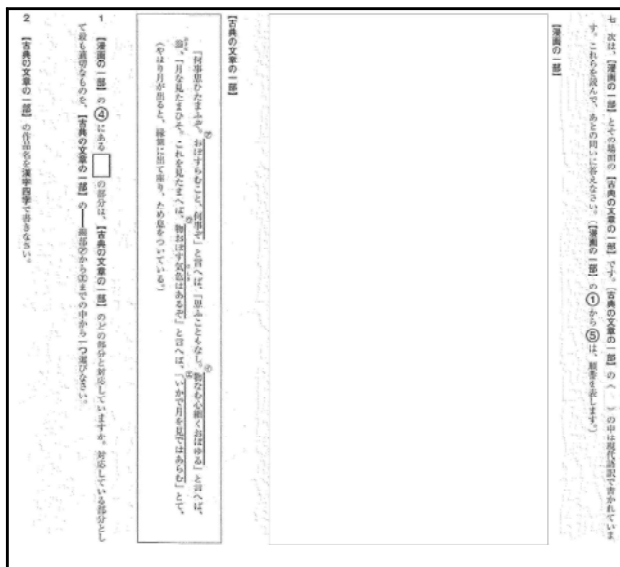 七 次は、【漫画の一部】とその場面の【古典の文章の一部】です。(【古典の文章の一部】の〈 〉の中は現代語訳で書かれていま
す。これらを読んで、あとの問いに答えなさい。(【漫画の一部】の①から⑤は、順番を表します。)
【漫画の一部】
【古典の文章の一部】
「何事思ひたまふぞ。おぼすらむこと、何事ぞ」と言へば、「思ふこともなし。物なむ心細くおぼゆる」と言へば、
翁、「月な見たまひそ。これを見たまへば、物おぼす気色はあるぞ」と言へば、「いかで月を見ではあらむ」とて、
〈やはり月が出ると、縁側に出て座り、ため息をついている。〉
1 【漫画の一部】の④にある の部分は、【古典の文章の一部】のどの部分と対応していますか。対応している部分とし
て最も適切なものを、【古典の文章の一部】の――線部㋐から㋓までの中から一つ選びなさい。
2 【古典の文章の一部】の作品名を漢字四字で書きなさい。